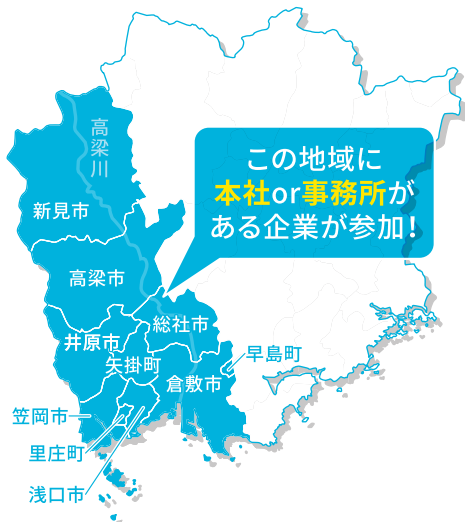 高梁川
この地域に
本社or事務所が
ある企業が参加!
新見市
高梁市
総社市
井原市
早島町
矢掛町
倉敷市
笠岡市
里庄町
浅口市